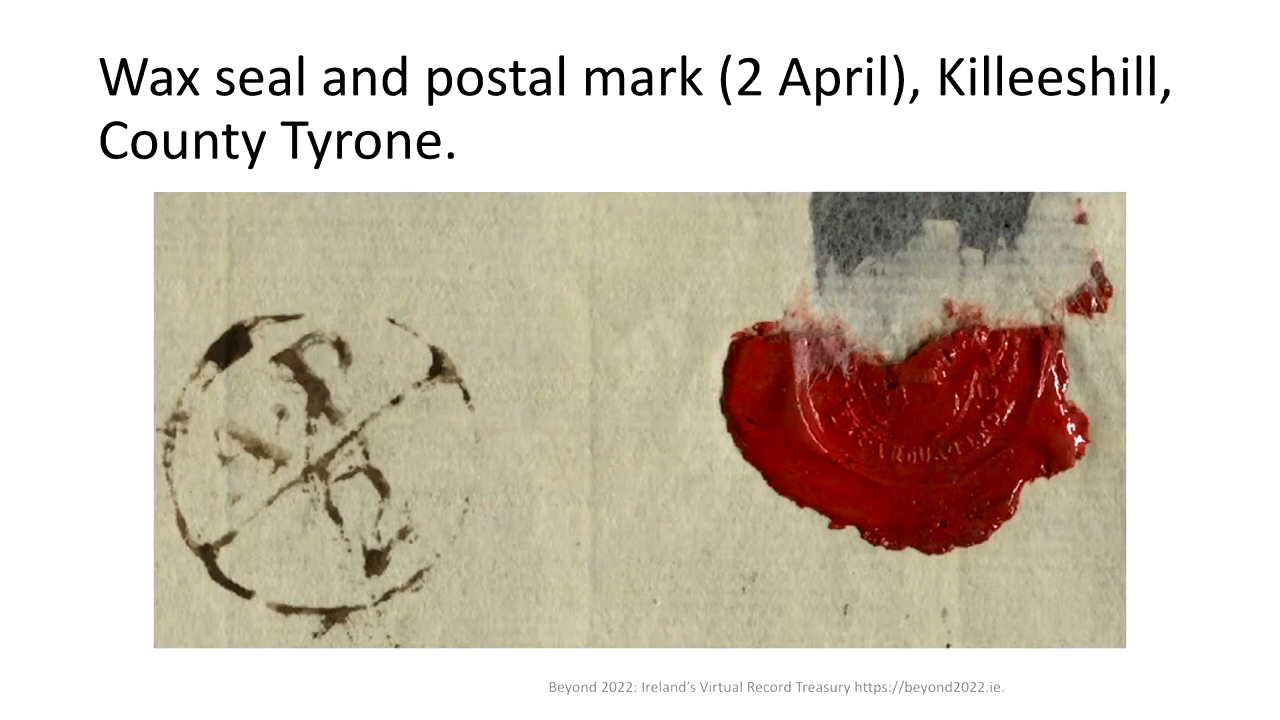 Wax seal and postal mark (2 April), Killeeshill,
County Tyrone.
Beyond 2022: Ireland’s Virtual Record Treasury https://beyond2022.ie.